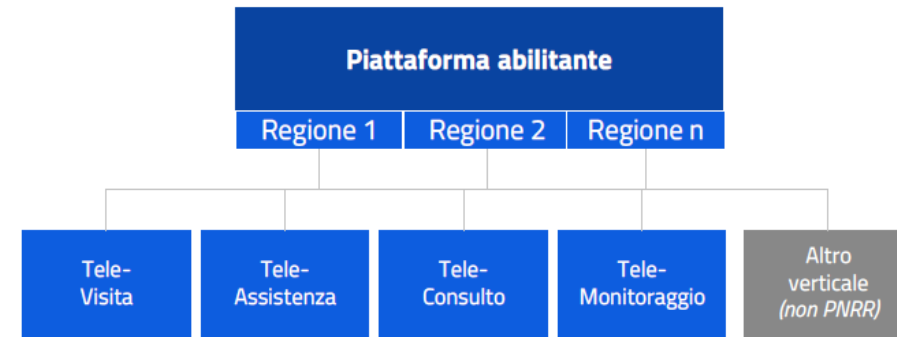 Piattaforma abilitante
Regione 1
Regione 2
Regione n
Tele-
Visita
Tele-
Assistenza
Tele-
Consulto
Tele-
Monitoraggio
Altro
verticale
(non PNRR)